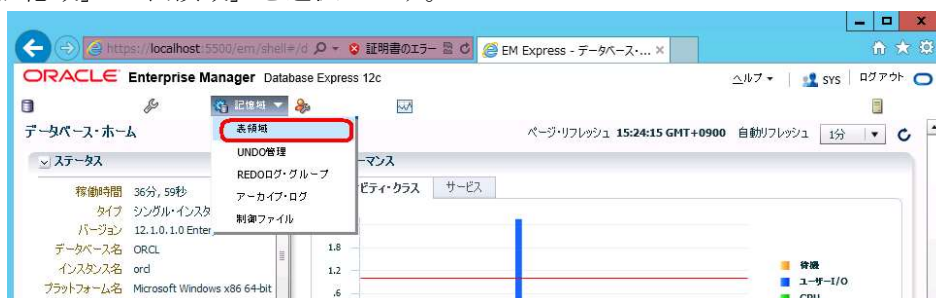 https://localhost:5500/em/shell#/d 証明書のエラー EM Express - データベース・...
ORACLE Enterprise Manager Database Express 12c ヘルプ SYS ログアウト
記憶域
データベース・ホーム 表領域 ページ・リフレッシュ 15:24:15 GMT+0900 自動リフレッシュ 1分
ステータス UNDO管理 ーマンス
REDOログ・グループ
稼働時間 36分, 59秒 アーカイブ・ログ ビティ・クラス サービス
タイプ シングル・インスタ 制御ファイル
バージョン 12.1.0.1.0 Enter
データベース名 ORCL 1.8
インスタンス名 orcl 1.2 待機
プラットフォーム名 Microsoft Windows x86 64-bit .6 ユーザーI/O
CPU